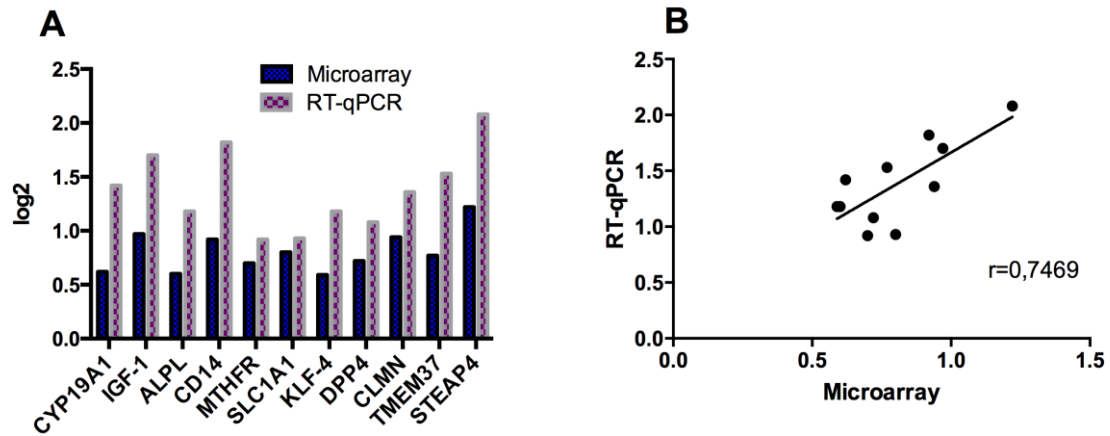 A
log2
2.5
2.0
1.5
1.0
0.5
0.0
Microarray
RT-qPCR
CYP19A1
IGF-1
ALPL
CD14
MTHFR
SLC1A1
KLF-4
DPP4
CLMN
TMEM37
STEAP4
B
RT-qPCR
2.5
2.0
1.5
1.0
0.5
0.0
r=0,7469
0.0 0.5 1.0 1.5
Microarray